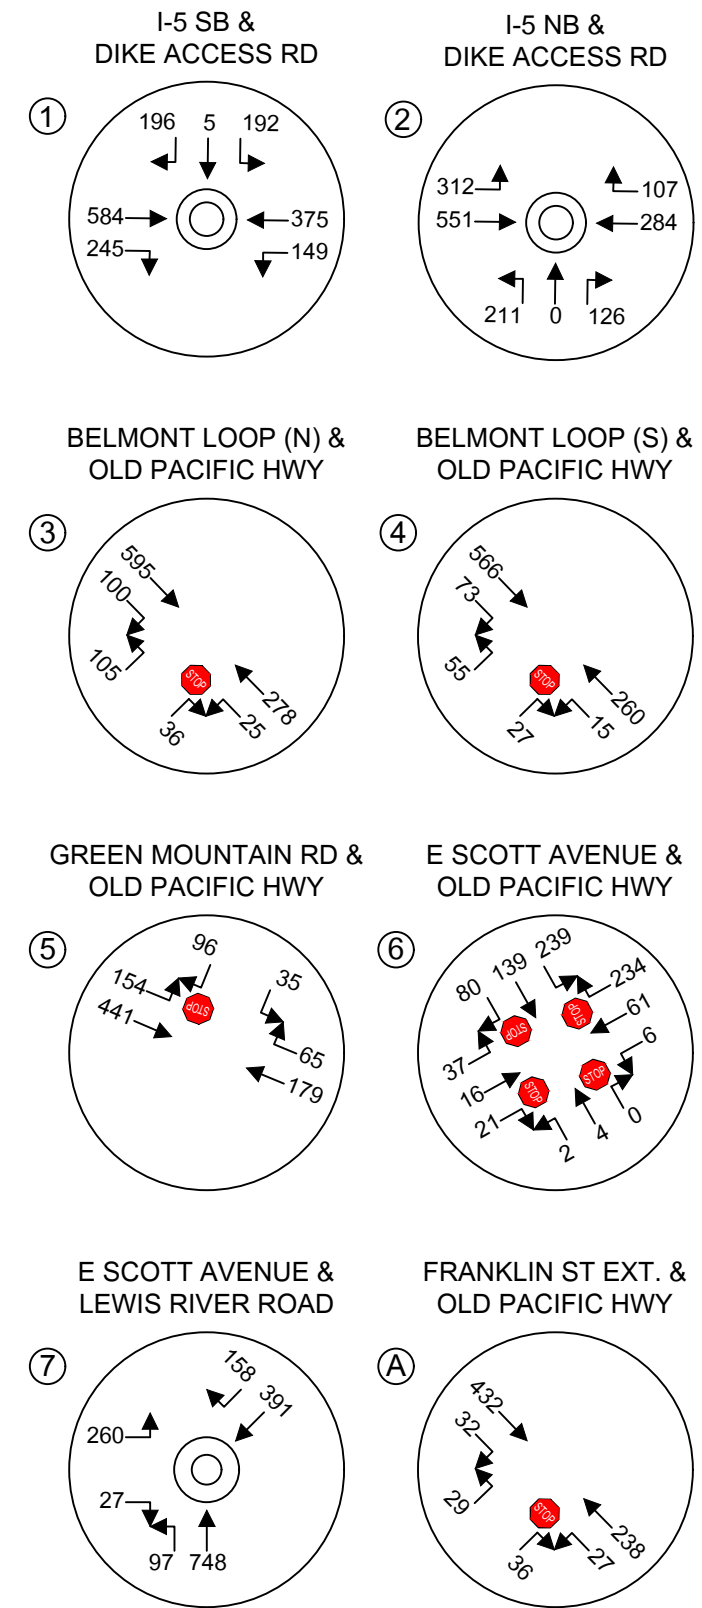 I-5 SB &
DIKE ACCESS RD
1
196 5 192
584 375
245 149
I-5 NB &
DIKE ACCESS RD
2
312 107
551 284
211 0 126
BELMONT LOOP (N) &
OLD PACIFIC HWY
3
595
100
105
STOP
278
36 25
BELMONT LOOP (S) &
OLD PACIFIC HWY
4
566
73
55
STOP
260
27 15
GREEN MOUNTAIN RD &
OLD PACIFIC HWY
5
96
154
35
441
STOP
65
179
E SCOTT AVENUE &
OLD PACIFIC HWY
6
239
139
234
80
61
STOP
STOP
6
37
STOP
16
STOP
21
0
4
2
E SCOTT AVENUE &
LEWIS RIVER ROAD
7
158
391
260
27
97 748
FRANKLIN ST EXT. &
OLD PACIFIC HWY
A
432
32
29
STOP
238
36 27